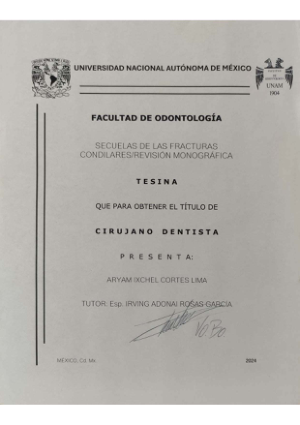 UNIVERSIDAD NACIONAL AUTÓNOMA DE MÉXICO
UNAM
1904
FACULTAD DE ODONTOLOGÍA
SECUELAS DE LAS FRACTURAS
CONDILARES/REVISIÓN MONOGRÁFICA
TESINA
QUE PARA OBTENER EL TÍTULO DE
CIRUJANO DENTISTA
PRESENTA:
ARYAM IXCHEL CORTES LIMA
TUTOR: Esp. IRVING ADONAI ROSAS GARCÍA
Vo.Bo.
MÉXICO, Cd. Mx.